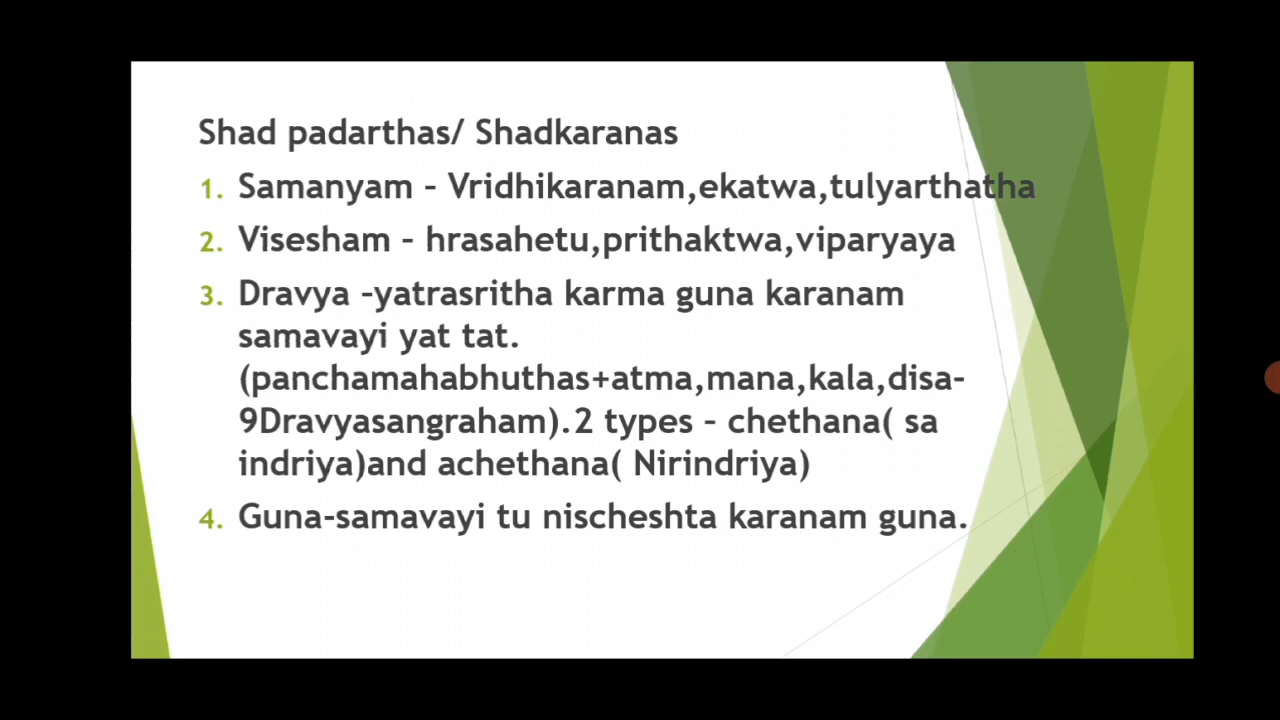 Shad padarthas/ Shadkaranas
1. Samanyam – Vridhikaranam,ekatwa,tulyarthatha
2. Visesham – hrasahetu,prithaktwa,viparyaya
3. Dravya –yatrasritha karma guna karanam
samavayi yat tat.
(panchamahabhuthas+atma,mana,kala,disa-
9Dravyasangraham).2 types – chethana( sa
indriya)and achethana( Nirindriya)
4. Guna-samavayi tu nischeshta karanam guna.